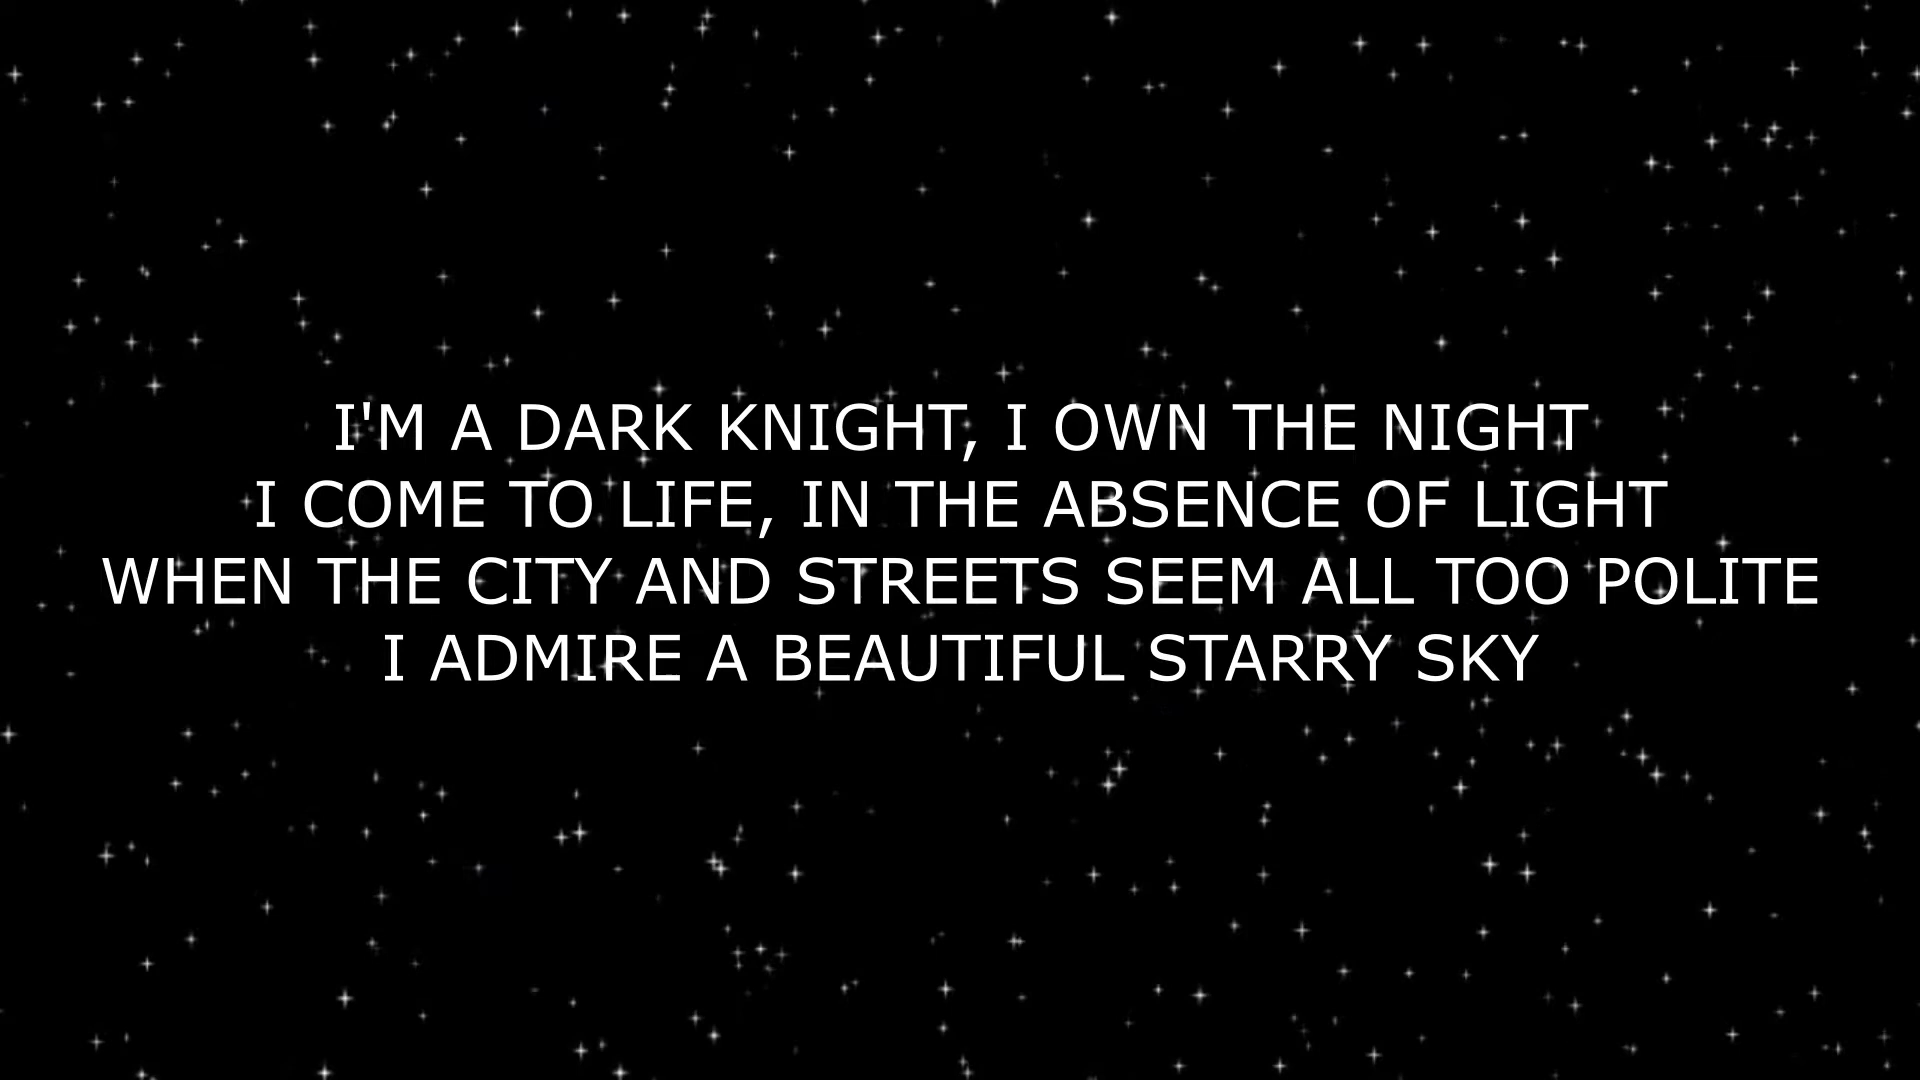 I'M A DARK KNIGHT, I OWN THE NIGHT
I COME TO LIFE, IN THE ABSENCE OF LIGHT
WHEN THE CITY AND STREETS SEEM ALL TOO POLITE
I ADMIRE A BEAUTIFUL STARRY SKY